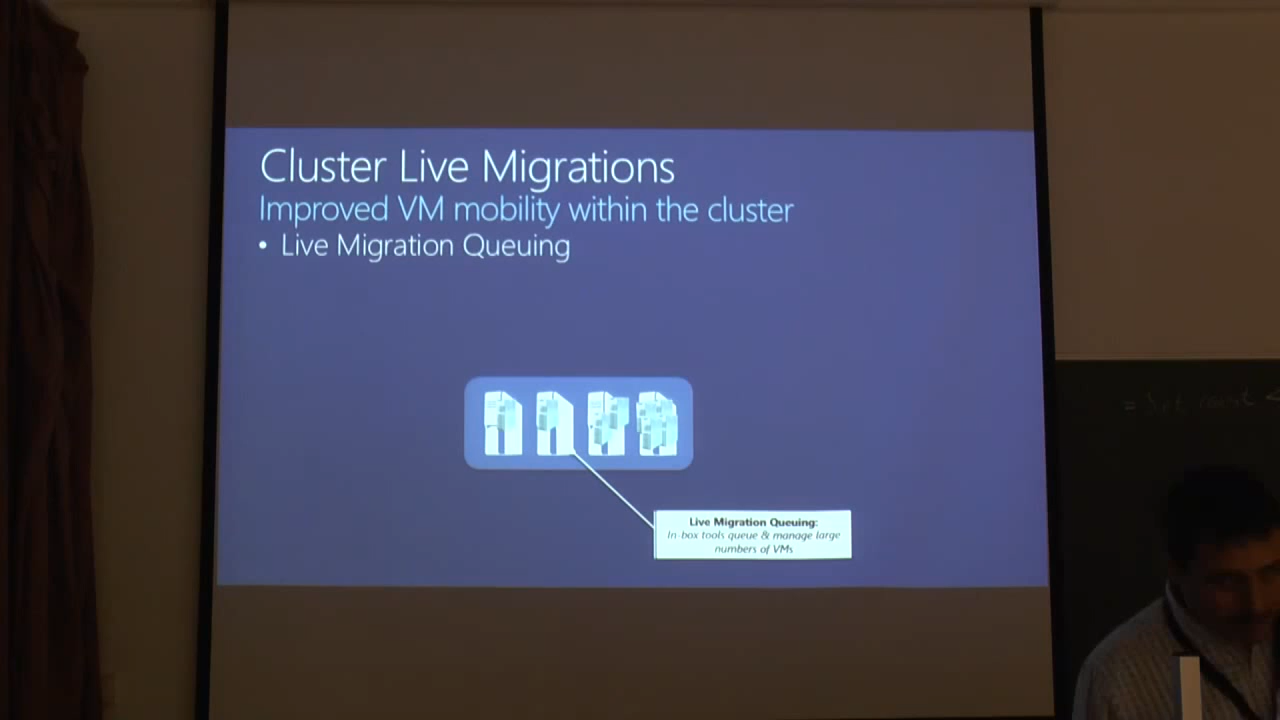 Cluster Live Migrations
Improved VM mobility within the cluster
• Live Migration Queuing
Live Migration Queuing:
In-box tools queue & manage large
numbers of VMs